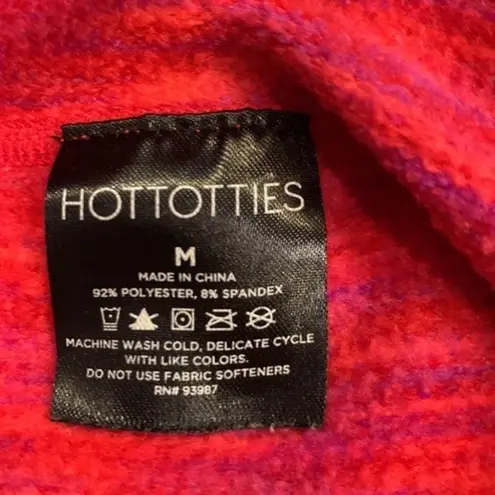 HOTTOTTIES
M
MADE IN CHINA
92% POLYESTER, 8% SPANDEX
MACHINE WASH COLD, DELICATE CYCLE
WITH LIKE COLORS.
DO NOT USE FABRIC SOFTENERS
RN# 93987